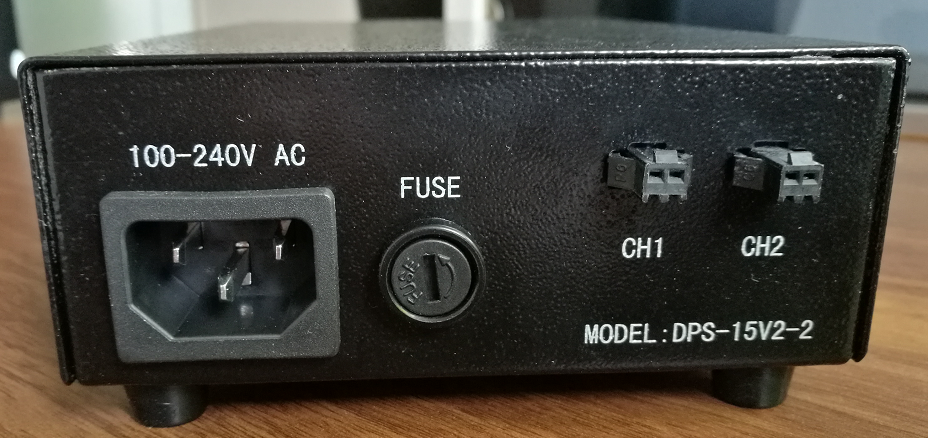 100-240V AC
FUSE
FUSE
CH1
CH2
MODEL:DPS-15V2-2